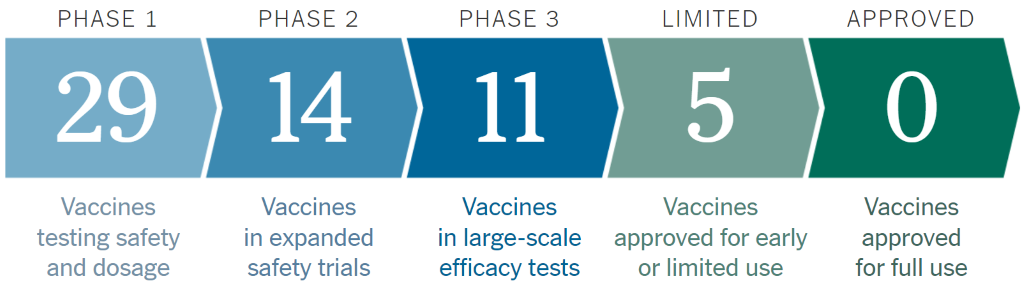 PHASE 1
PHASE 2
PHASE 3
LIMITED
APPROVED
29
14
11
5
0
Vaccines
testing safety
and dosage
Vaccines
in expanded
safety trials
Vaccines
in large-scale
efficacy tests
Vaccines
approved for early
or limited use
Vaccines
approved
for full use